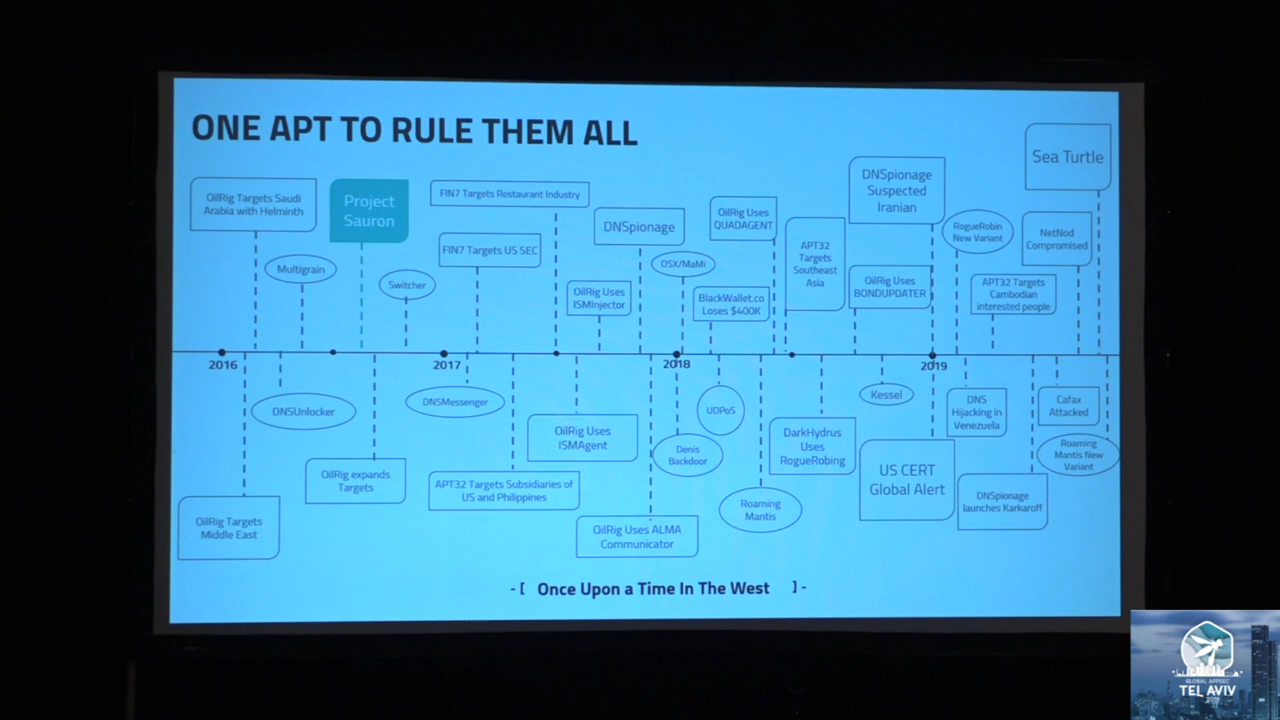 ONE APT TO RULE THEM ALL
Sea Turtle
OilRig Targets Saudi
Arabia with Helminth
Project
Sauron
FIN7 Targets Restaurant Industry
FIN7 Targets US SEC
DNSpionage
OilRig Uses
QUADAGENT
DNSpionage
Suspected
Iranian
RogueRobin
New Variant
NetNod
Compromised
Multigrain
Switcher
OilRig Uses
ISMInjector
OSX/MaMi
BlackWallet.co
Loses $400K
APT32
Targets
Southeast
Asia
OilRig Uses
BONDUPDATER
APT32 Targets
Cambodian
interested people
2016
2017
2018
2019
DNSUnlocker
DNSMessenger
OilRig Uses
ISMAgent
UDPoS
Kessel
DNS
Hijacking in
Venezuela
Cafax
Attacked
OilRig expands
Targets
APT32 Targets Subsidiaries of
US and Philippines
Denis
Backdoor
DarkHydrus
Uses
RogueRobing
US CERT
Global Alert
Roaming
Mantis New
Variant
OilRig Targets
Middle East
OilRig Uses ALMA
Communicator
Roaming
Mantis
DNSpionage
launches Karkaroff
-[ Once Upon a Time In The West ]-
GLOBAL APPSEC
TEL AVIV